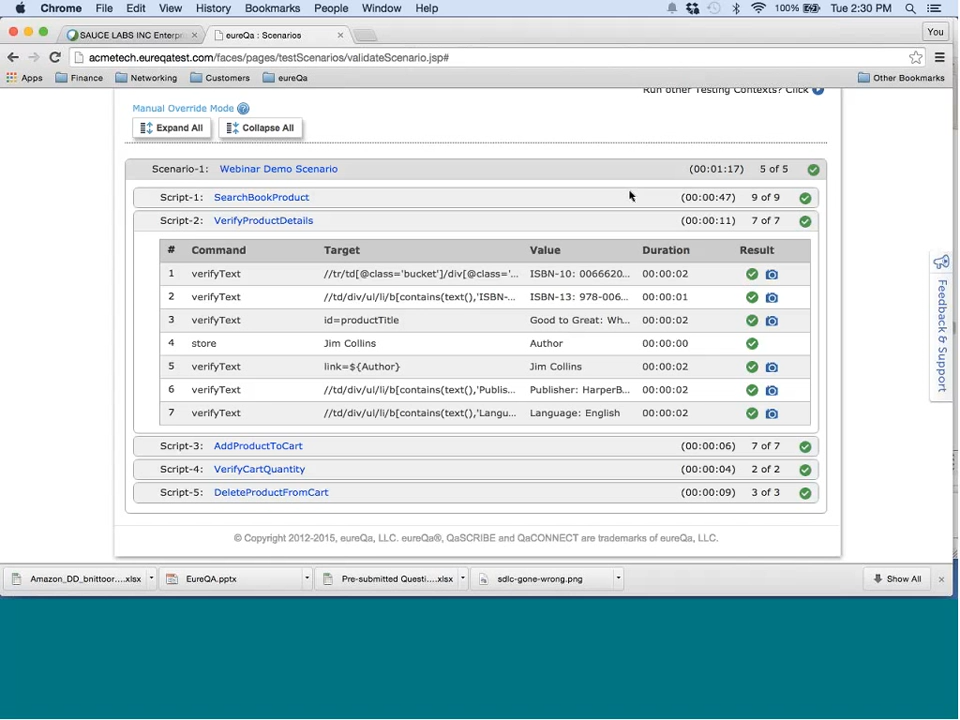 Chrome File Edit View History Bookmarks People Window Help 100% Tue 2:30 PM
SAUCE LABS INC Enterpr eureQa : Scenarios You
acmetech.eureqatest.com/faces/pages/testScenarios/validateScenario.jsp#
Apps Finance Networking Customers eureQa Other Bookmarks
Run other Testing Contexts? Click
Manual Override Mode ?
Expand All Collapse All
Scenario-1: Webinar Demo Scenario (00:01:17) 5 of 5
Script-1: SearchBookProduct (00:00:47) 9 of 9
Script-2: VerifyProductDetails (00:00:11) 7 of 7
# Command Target Value Duration Result
1 verifyText //tr/td[@class='bucket']/div[@class='... ISBN-10: 0066620... 00:00:02
2 verifyText //td/div/ul/li/b[contains(text(),'ISBN-... ISBN-13: 978-006... 00:00:01
3 verifyText id=productTitle Good to Great: Wh... 00:00:02
4 store Jim Collins Author 00:00:00
5 verifyText link=${Author} Jim Collins 00:00:02
6 verifyText //td/div/ul/li/b[contains(text(),'Publis... Publisher: HarperB... 00:00:02
7 verifyText //td/div/ul/li/b[contains(text(),'Langu... Language: English 00:00:02
Script-3: AddProductToCart (00:00:06) 7 of 7
Script-4: VerifyCartQuantity (00:00:04) 2 of 2
Script-5: DeleteProductFromCart (00:00:09) 3 of 3
Feedback & Support
© Copyright 2012-2015, eureQa, LLC. eureQa®, QaSCRIBE and QaCONNECT are trademarks of eureQa, LLC.
Amazon_DD_bnittoor....xlsx EureQA.pptx Pre-submitted Questi....xlsx sdlc-gone-wrong.png Show All